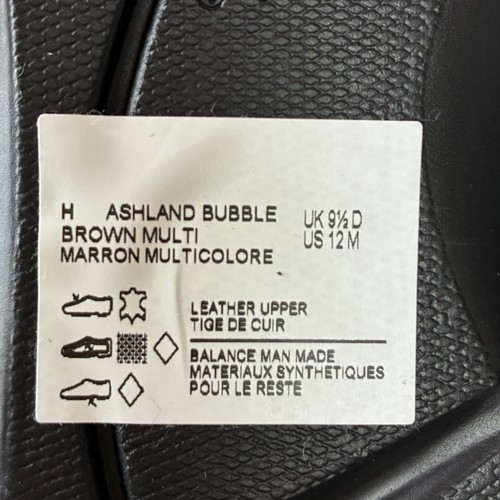 H ASHLAND BUBBLE UK 9½ D
BROWN MULTI US 12 M
MARRON MULTICOLORE
LEATHER UPPER
TIGE DE CUIR
BALANCE MAN MADE
MATERIAUX SYNTHETIQUES
POUR LE RESTE